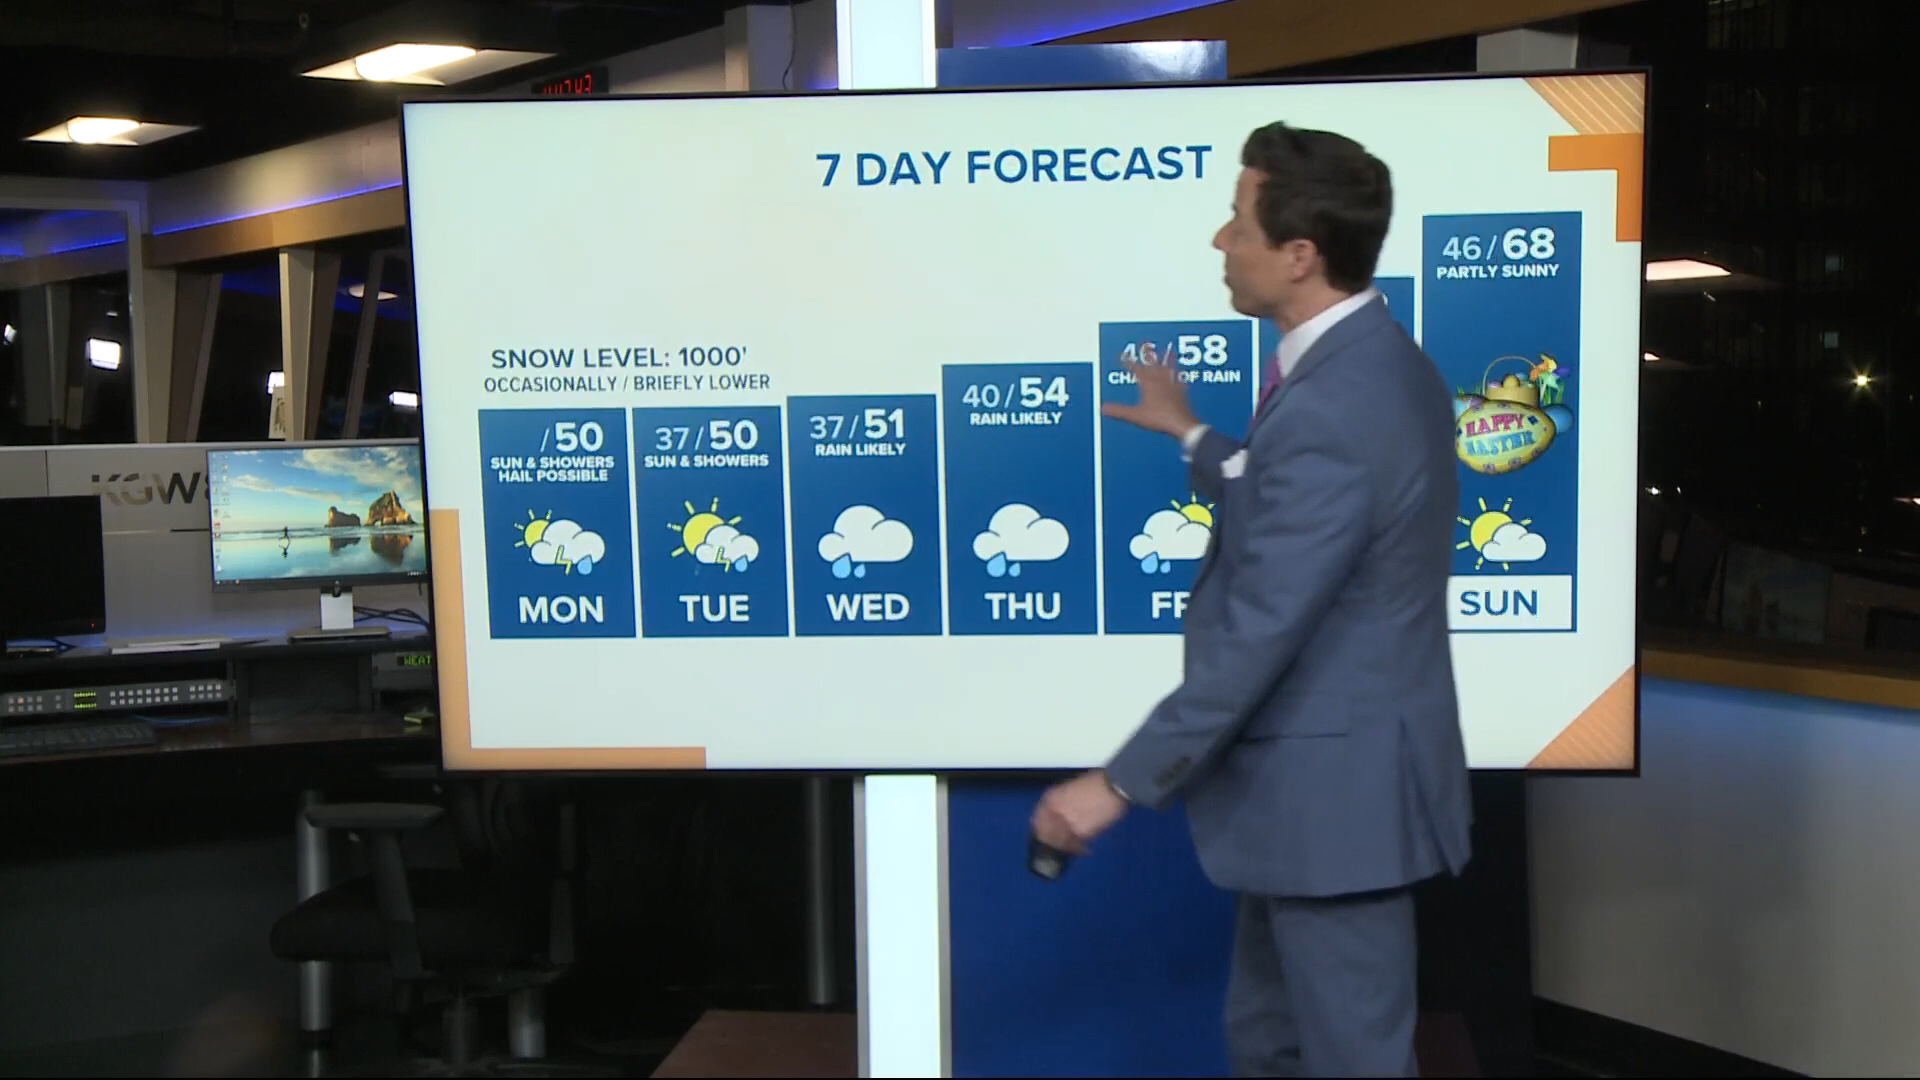 7 DAY FORECAST
46/68
PARTLY SUNNY
SNOW LEVEL: 1000'
OCCASIONALLY / BRIEFLY LOWER
46/58
OF RAIN
40/54
RAIN LIKELY
37/51
RAIN LIKELY
/50
SUN & SHOWERS
HAIL POSSIBLE
37/50
SUN & SHOWERS
HAPPY
EASTER
MON
TUE
WED
THU
SUN
KGW